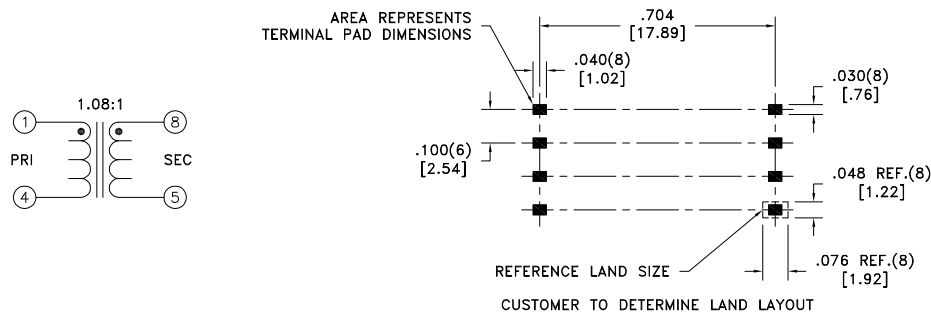 1.08:1
1
8
PRI
SEC
4
5
AREA REPRESENTS
TERMINAL PAD DIMENSIONS
.704
[17.89]
.040(8)
[1.02]
.030(8)
[.76]
.100(6)
[2.54]
.048 REF.(8)
[1.22]
.076 REF.(8)
[1.92]
REFERENCE LAND SIZE
CUSTOMER TO DETERMINE LAND LAYOUT